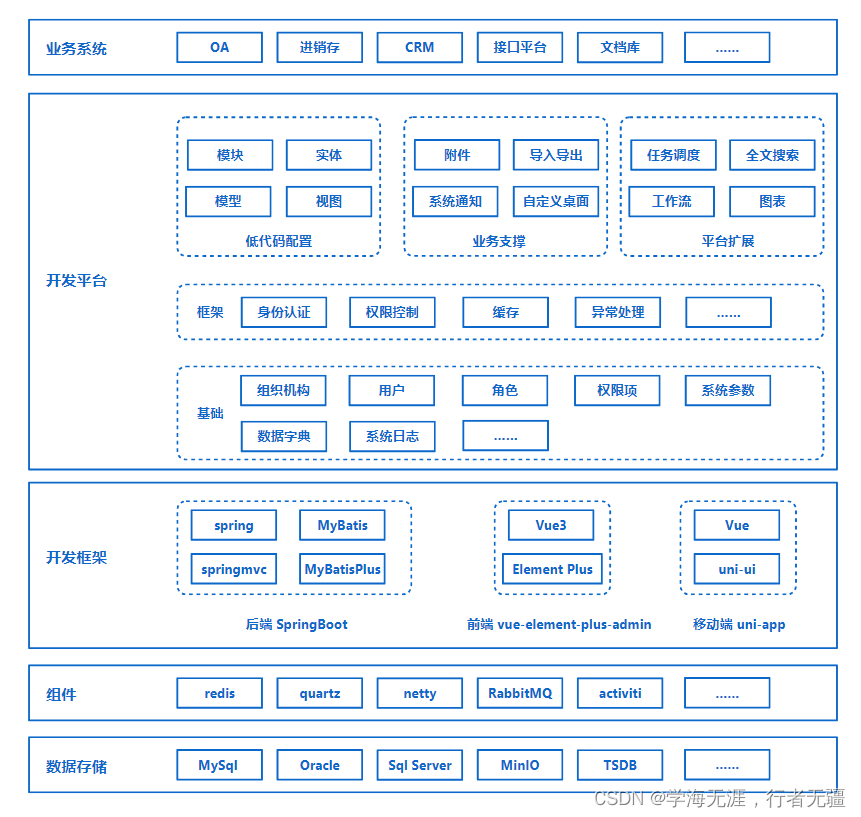 业务系统 OA 进销存 CRM 接口平台 文档库 ......
开发平台
模块 实体 附件 导入导出 任务调度 全文搜索
模型 视图 系统通知 自定义桌面 工作流 图表
低代码配置 业务支撑 平台扩展
框架 身份认证 权限控制 缓存 异常处理 ......
基础
组织机构 用户 角色 权限项 系统参数
数据字典 系统日志 ......
开发框架
spring MyBatis Vue3 Vue
springmvc MyBatisPlus Element Plus uni-ui
后端 SpringBoot 前端 vue-element-plus-admin 移动端 uni-app
组件 redis quartz netty RabbitMQ activiti ......
数据存储 MySql Oracle Sql Server MinIO TSDB ......
CSDN @学海无涯，行者无疆